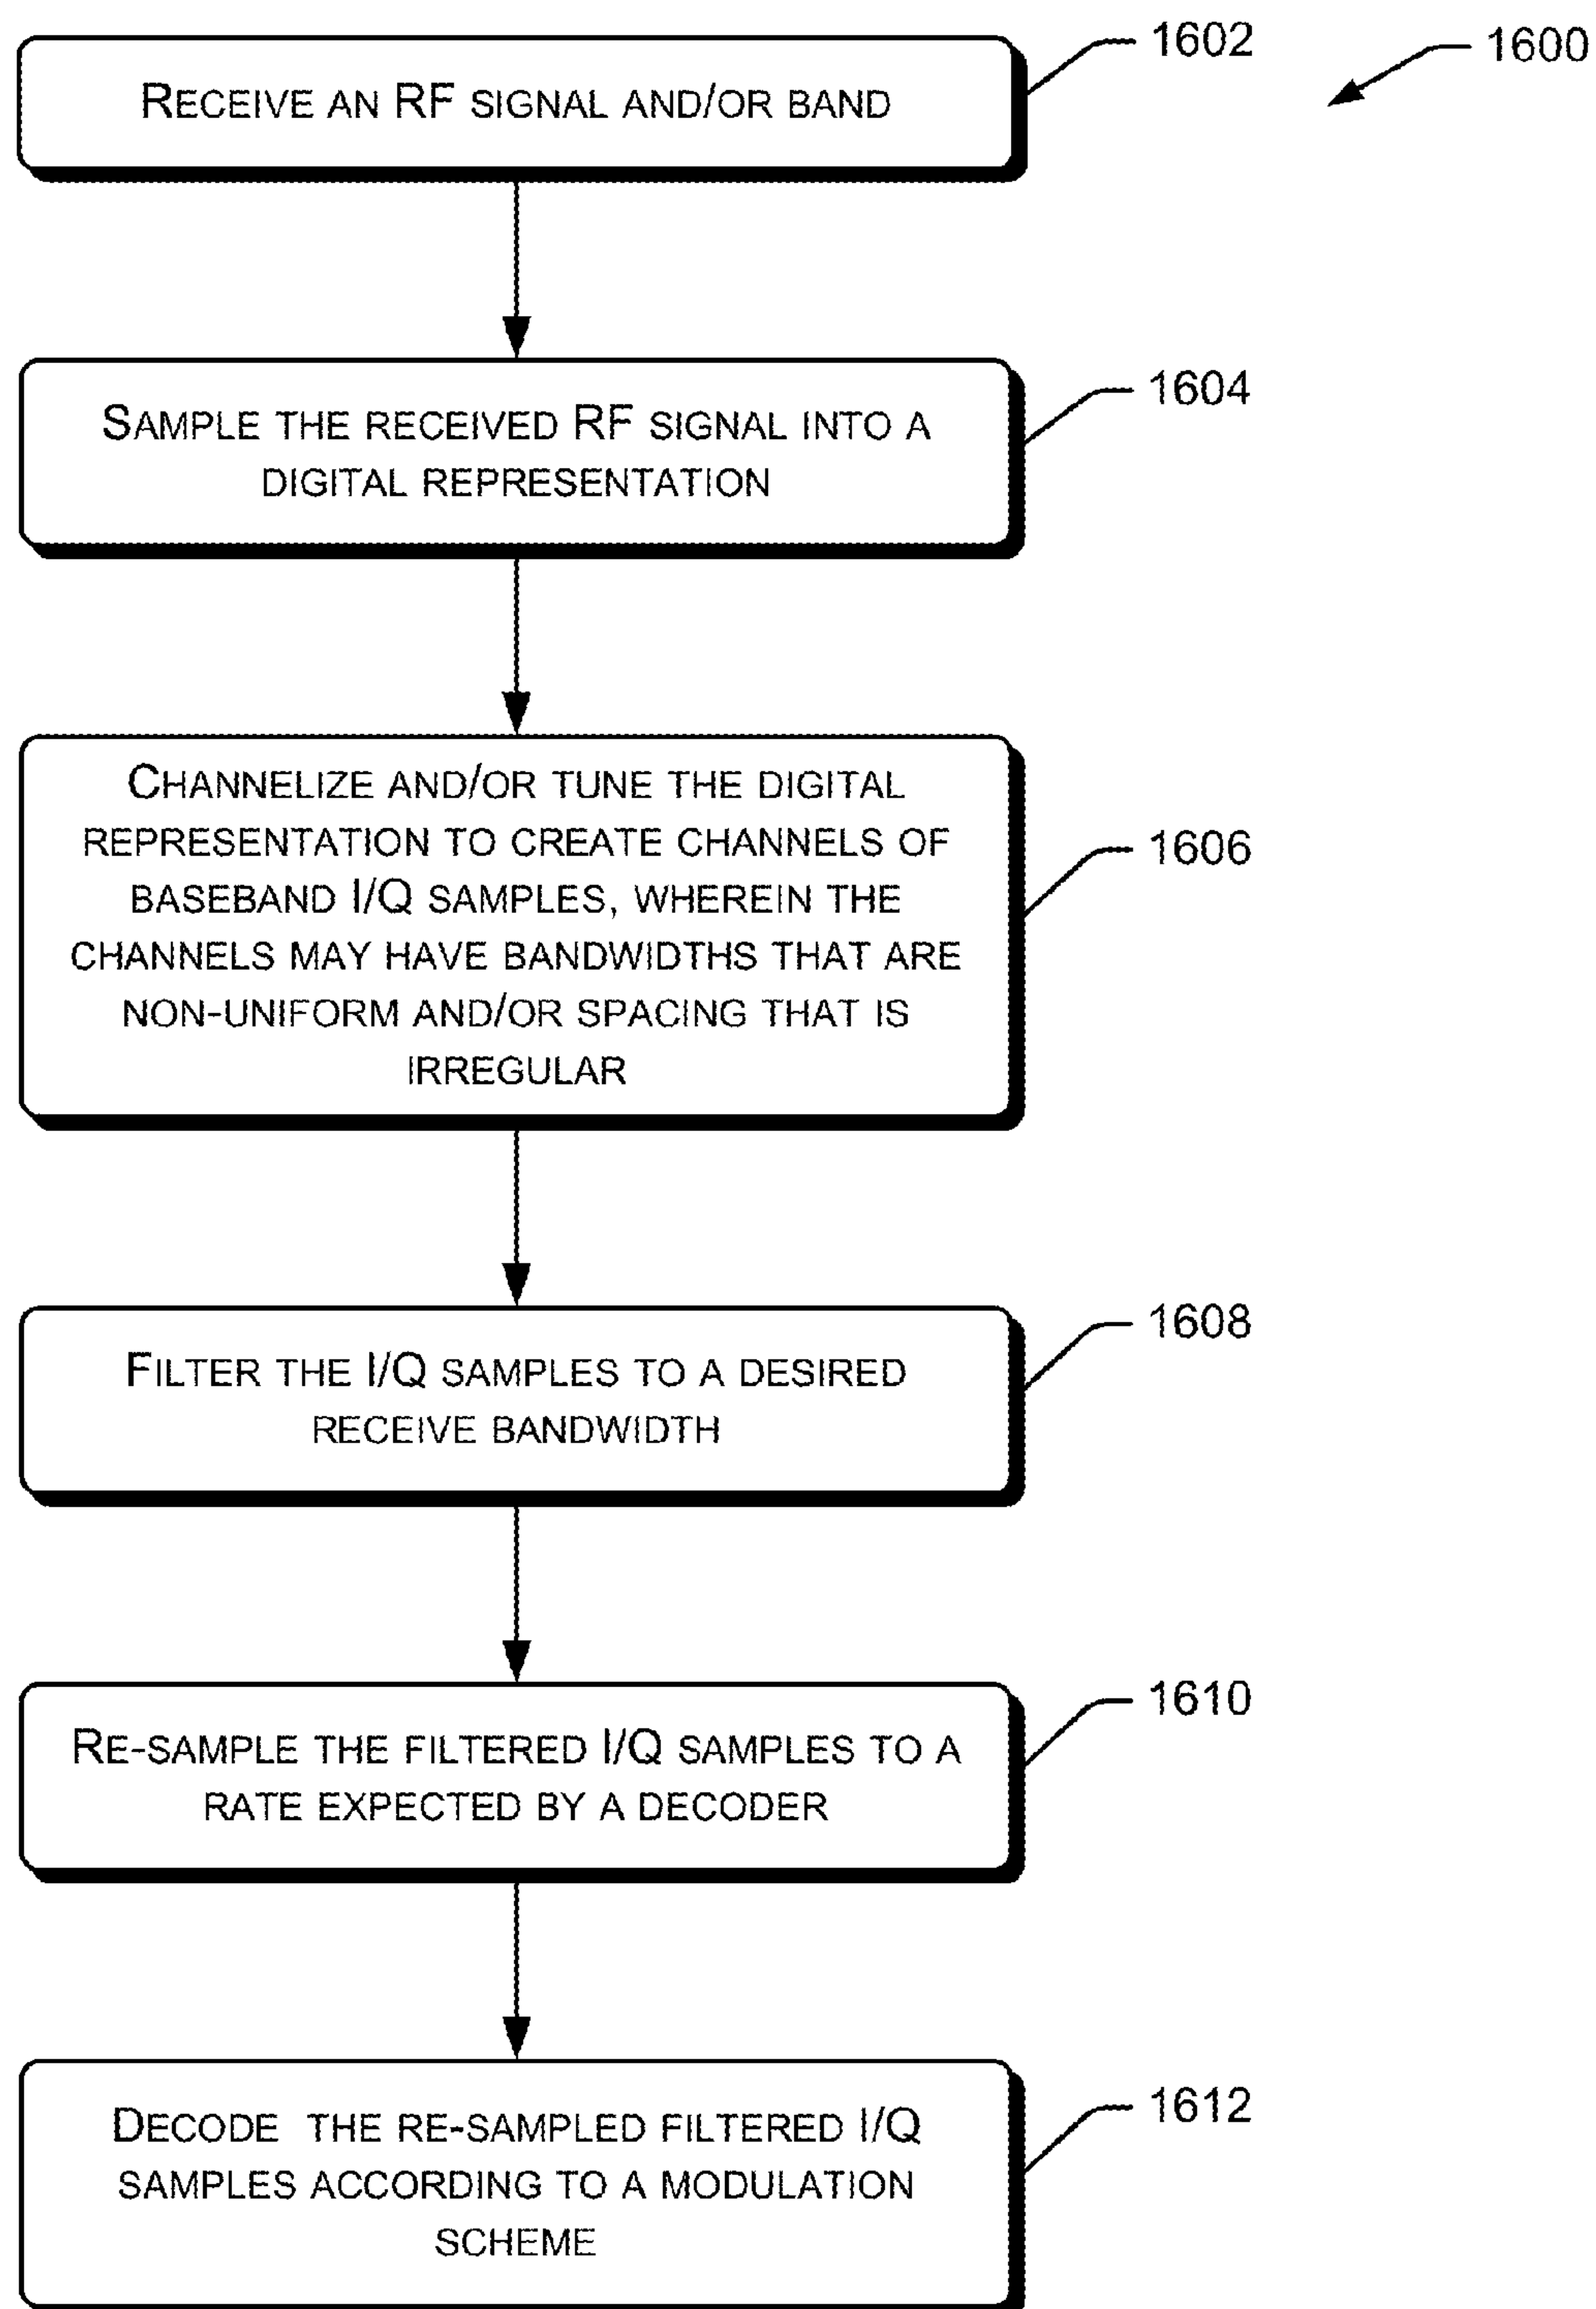 RECEIVE AN RF SIGNAL AND/OR BAND
1602
1600
SAMPLE THE RECEIVED RF SIGNAL INTO A
DIGITAL REPRESENTATION
1604
CHANNELIZE AND/OR TUNE THE DIGITAL
REPRESENTATION TO CREATE CHANNELS OF
BASEBAND I/Q SAMPLES, WHEREIN THE
CHANNELS MAY HAVE BANDWIDTHS THAT ARE
NON-UNIFORM AND/OR SPACING THAT IS
IRREGULAR
1606
FILTER THE I/Q SAMPLES TO A DESIRED
RECEIVE BANDWIDTH
1608
RE-SAMPLE THE FILTERED I/Q SAMPLES TO A
RATE EXPECTED BY A DECODER
1610
DECODE THE RE-SAMPLED FILTERED I/Q
SAMPLES ACCORDING TO A MODULATION
SCHEME
1612